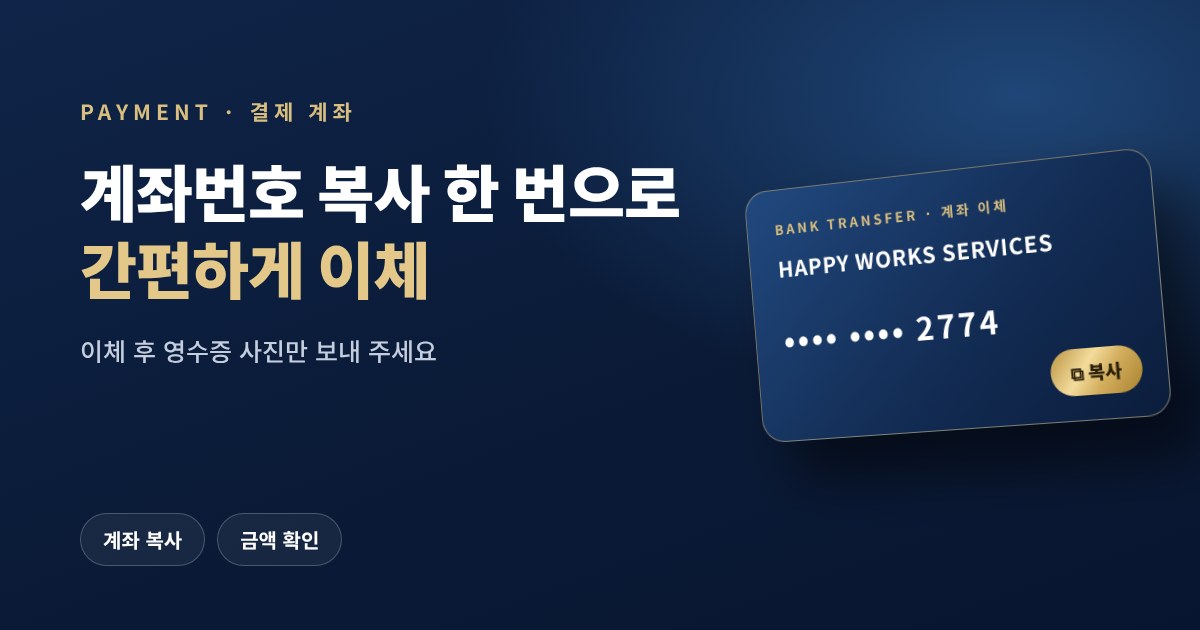 PAYMENT · 결제 계좌
계좌번호 복사 한 번으로
간편하게 이체
이체 후 영수증 사진만 보내 주세요
BANK TRANSFER · 계좌 이체
HAPPY WORKS SERVICES
•••• •••• 2774
⧉ 복사
계좌 복사
금액 확인